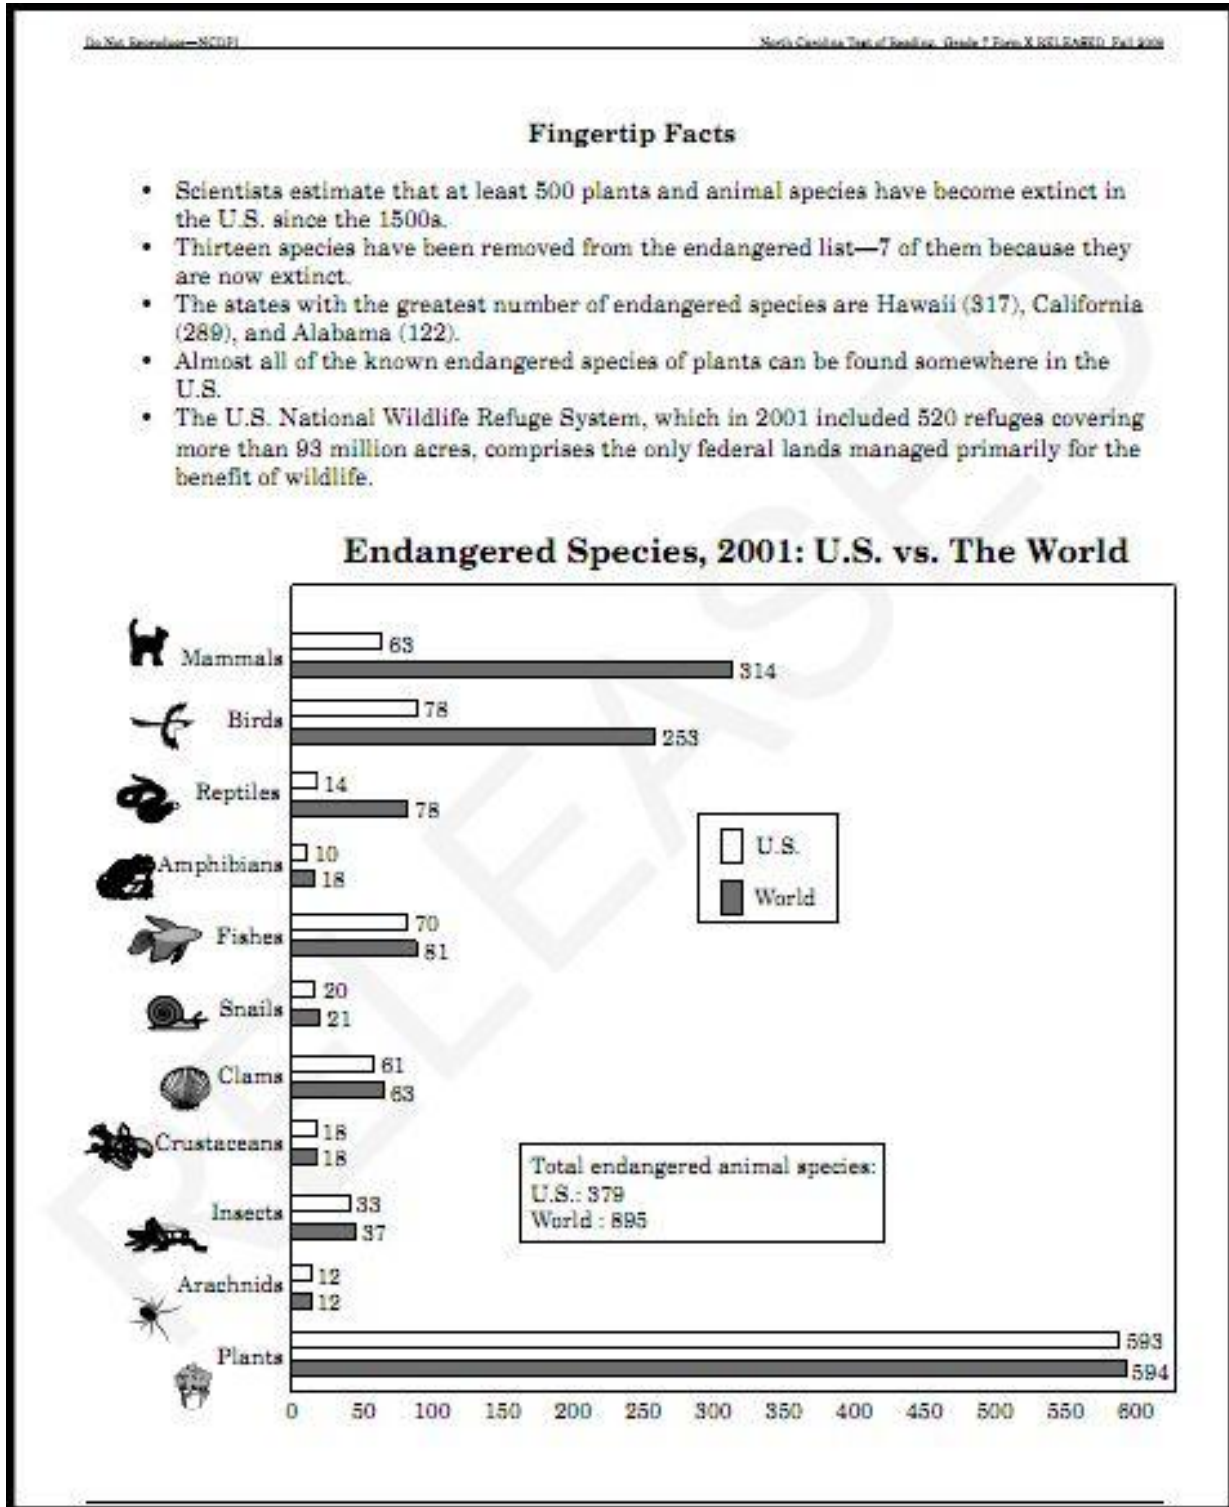 Do Not Reproduce—NCDPI
North Carolina Test of Reading, Grade 7 Form X RELEASED Fall 2009
Fingertip Facts
• Scientists estimate that at least 500 plants and animal species have become extinct in
the U.S. since the 1500s.
• Thirteen species have been removed from the endangered list—7 of them because they
are now extinct.
• The states with the greatest number of endangered species are Hawaii (317), California
(289), and Alabama (122).
• Almost all of the known endangered species of plants can be found somewhere in the
U.S.
• The U.S. National Wildlife Refuge System, which in 2001 included 520 refuges covering
more than 93 million acres, comprises the only federal lands managed primarily for the
benefit of wildlife.
Endangered Species, 2001: U.S. vs. The World
Mammals
63
314
Birds
78
253
Reptiles
14
78
Amphibians
10
18
Fishes
70
81
Snails
20
21
Clams
61
63
Crustaceans
18
18
Insects
33
37
Arachnids
12
12
Plants
593
594
U.S.
World
Total endangered animal species:
U.S.: 379
World : 895
0 50 100 150 200 250 300 350 400 450 500 550 600
RELEASED